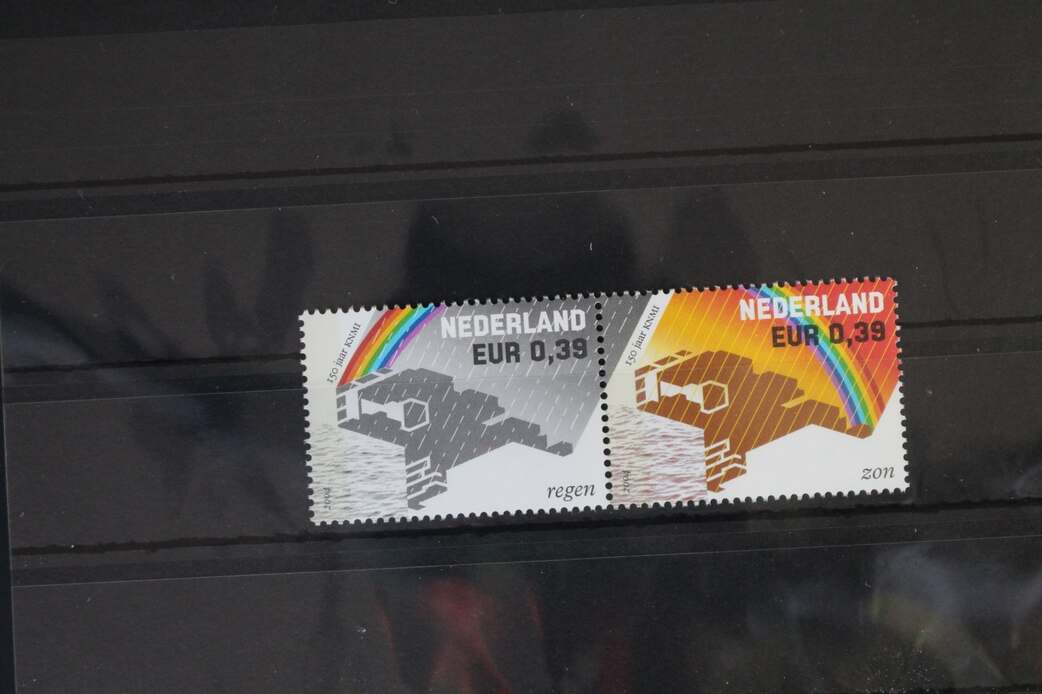 150 jaar KNMI
NEDERLAND
EUR 0,39
2004
regen
150 jaar KNMI
NEDERLAND
EUR 0,39
2004
zon